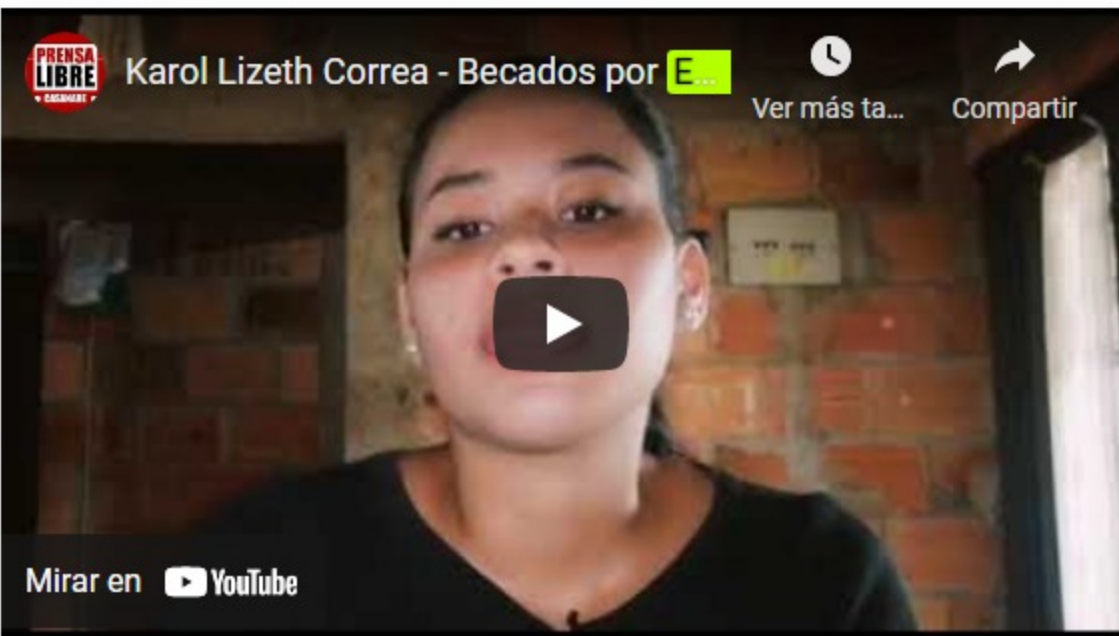 PRENSA
LIBRE
CASANARE
Karol Lizeth Correa - Becados por E...
Ver más ta...
Compartir
Mirar en YouTube